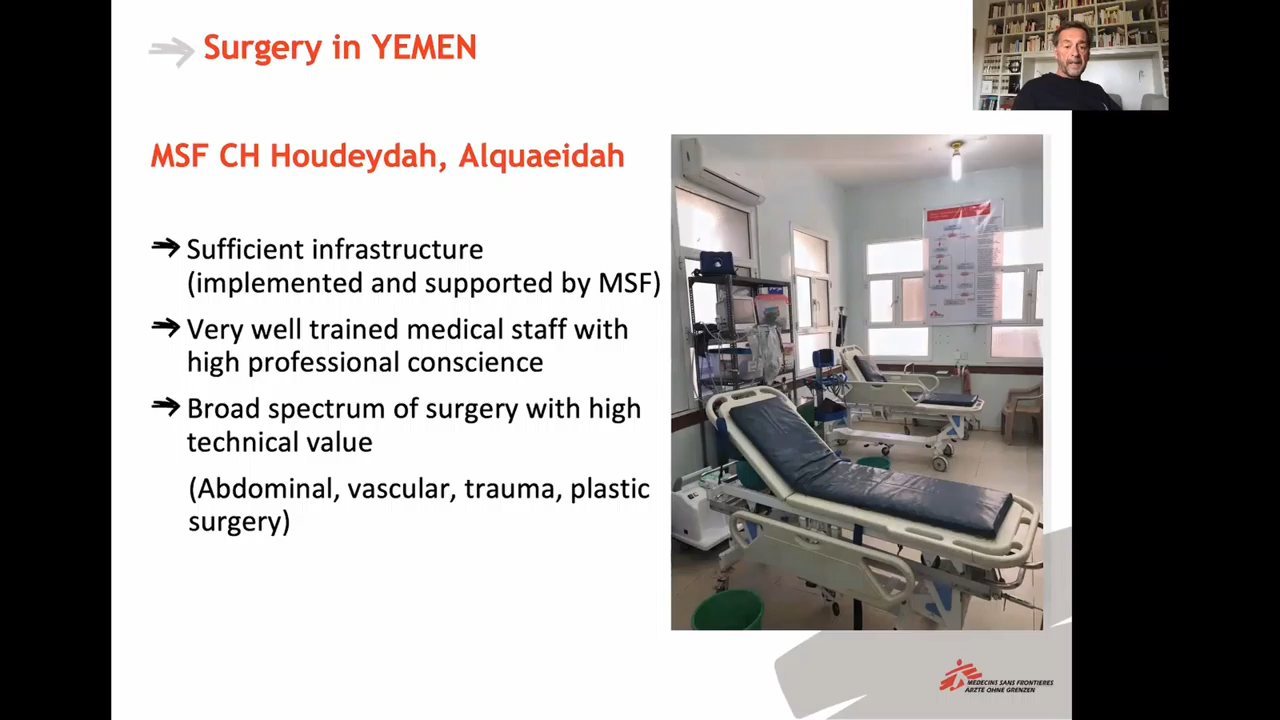 Surgery in YEMEN
MSF CH Houdeydah, Alquaeidah
Sufficient infrastructure
(implemented and supported by MSF)
Very well trained medical staff with
high professional conscience
Broad spectrum of surgery with high
technical value
(Abdominal, vascular, trauma, plastic
surgery)
MEDECINS SANS FRONTIERES
ÄRZTE OHNE GRENZEN